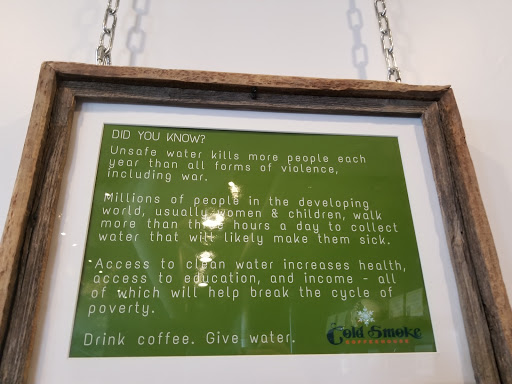 DID YOU KNOW?
Unsafe water kills more people each
year than all forms of violence,
including war.
Millions of people in the developing
world, usually women & children, walk
more than three hours a day to collect
water that will likely make them sick.
Access to clean water increases health,
access to education, and income - all
of which will help break the cycle of
poverty.
Drink coffee. Give water.
Cold Smoke
COFFEEHOUSE